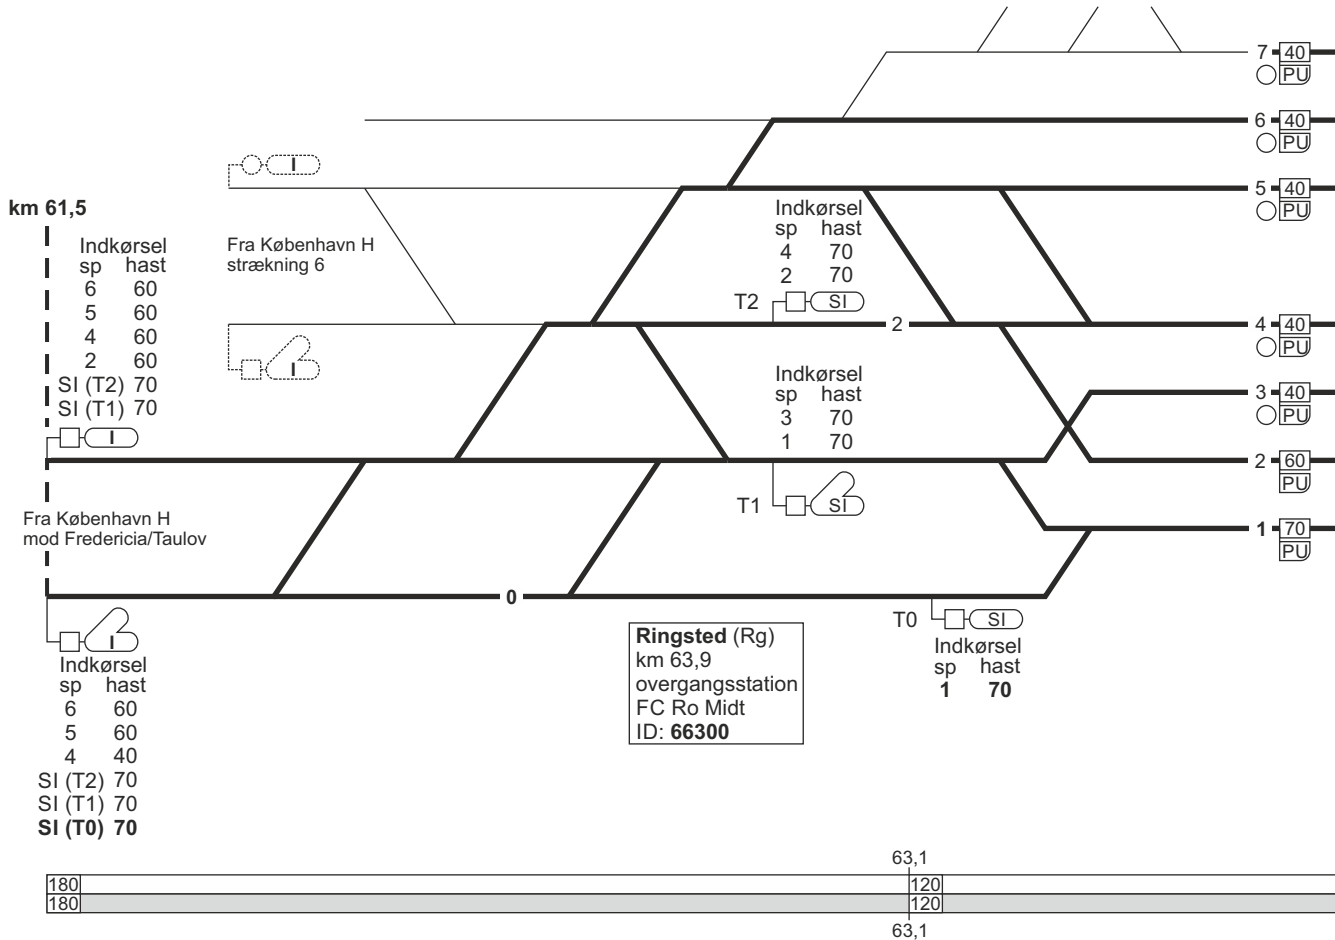 7 40
PU
6 40
PU
I
5 40
PU
km 61,5
Indkørsel
sp hast
6 60
5 60
4 60
2 60
SI (T2) 70
SI (T1) 70
I
Fra København H
strækning 6
I
Indkørsel
sp hast
4 70
2 70
T2 SI
2
4 40
PU
Indkørsel
sp hast
3 70
1 70
T1 SI
3 40
PU
2 60
PU
1 70
PU
Fra København H
mod Fredericia/Taulov
0
I
Indkørsel
sp hast
6 60
5 60
4 40
SI (T2) 70
SI (T1) 70
SI (T0) 70
Ringsted (Rg)
km 63,9
overgangsstation
FC Ro Midt
ID: 66300
T0 SI
Indkørsel
sp hast
1 70
63,1
180 120
180 120
63,1